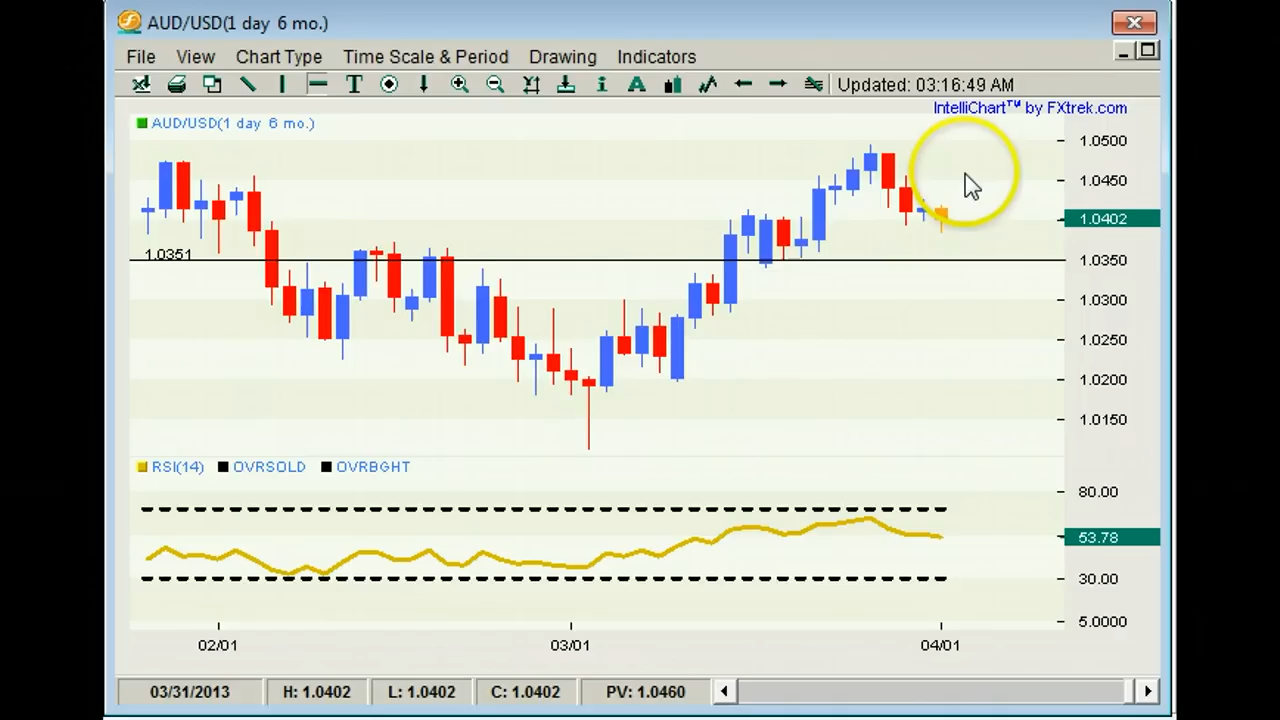 AUD/USD(1 day 6 mo.)
File View Chart Type Time Scale & Period Drawing Indicators
Updated: 03:16:49 AM
IntelliChart™ by FXtrek.com
AUD/USD(1 day 6 mo.)
1.0500
1.0450
1.0402
1.0351
1.0350
1.0300
1.0250
1.0200
1.0150
RSI(14) OVRSOLD OVRBGHT
80.00
53.78
30.00
5.0000
02/01 03/01 04/01
03/31/2013 H: 1.0402 L: 1.0402 C: 1.0402 PV: 1.0460